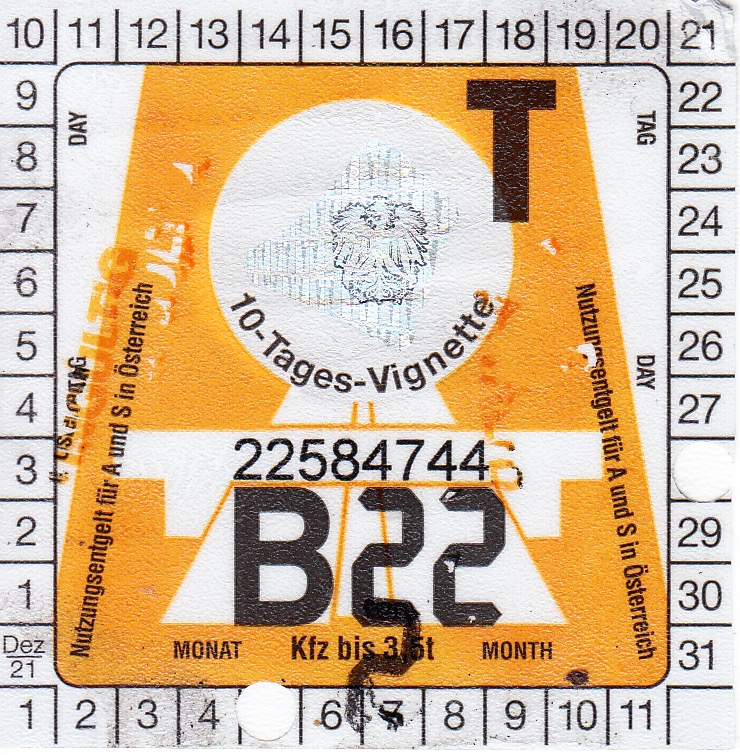 10 11 12 13 14 15 16 17 18 19 20 21
9 22
8 23
7 24
6 25
5 26
4 27
3
2 29
1 30
Dez
21
31
1 2 3 4 6 7 8 9 10 11
DAY
TAG
T
10-Tages-Vignette
TAG
DAY
Nutzungsentgelt für A und S in Österreich
Nutzungsentgelt für A und S in Österreich
22584744
B22
MONAT Kfz bis 3,5t MONTH